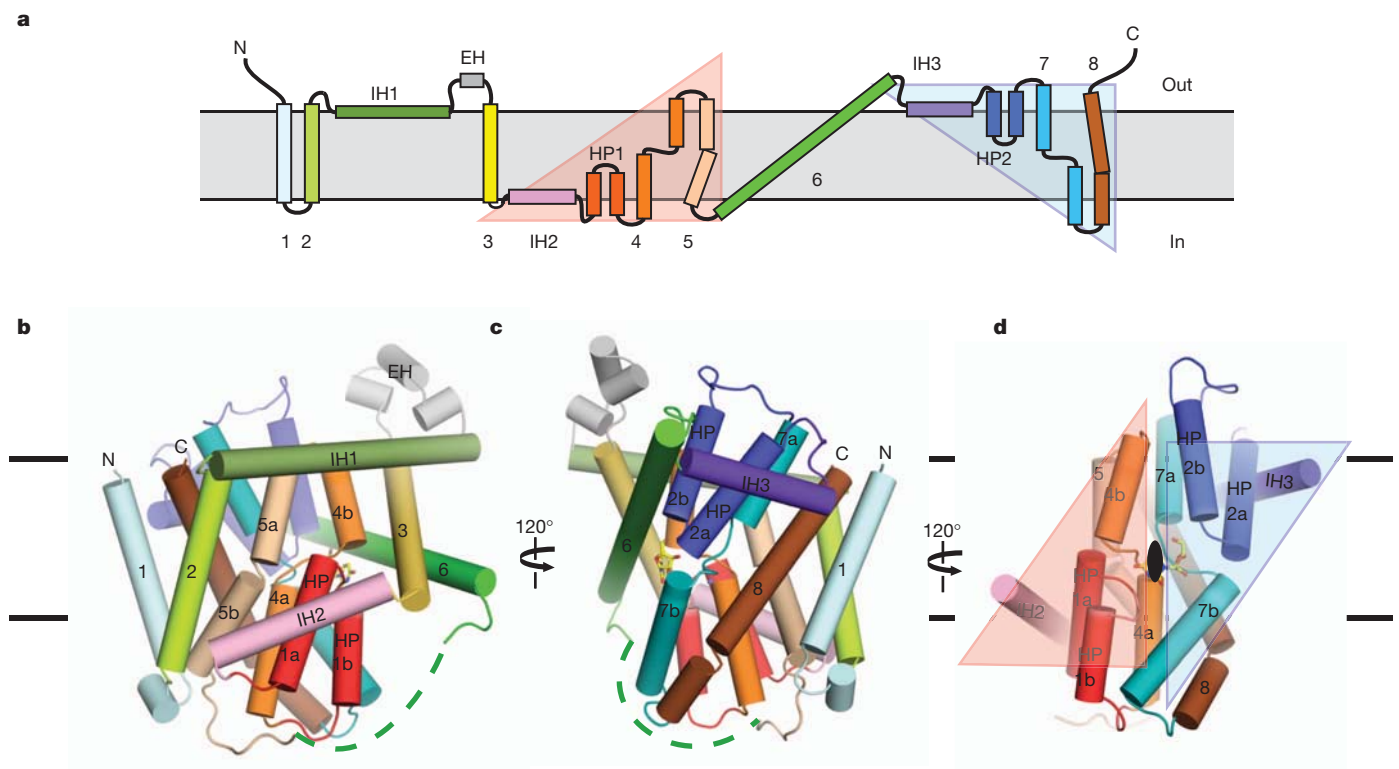 a
N
EH
IH1
C
IH3
7
8
Out
HP1
HP2
6
1 2
3
IH2
4
5
In
b
N
C
EH
IH1
1
2
5a
4b
3
6
5b
4a
HP
1a
IH2
HP
1b
120°
c
HP
7a
C
N
2b
IH3
HP
2a
6
7b
8
1
120°
d
5
4b
7a
HP
2b
HP
2a
IH3
IH2
HP
1a
4a
7b
HP
1b
8